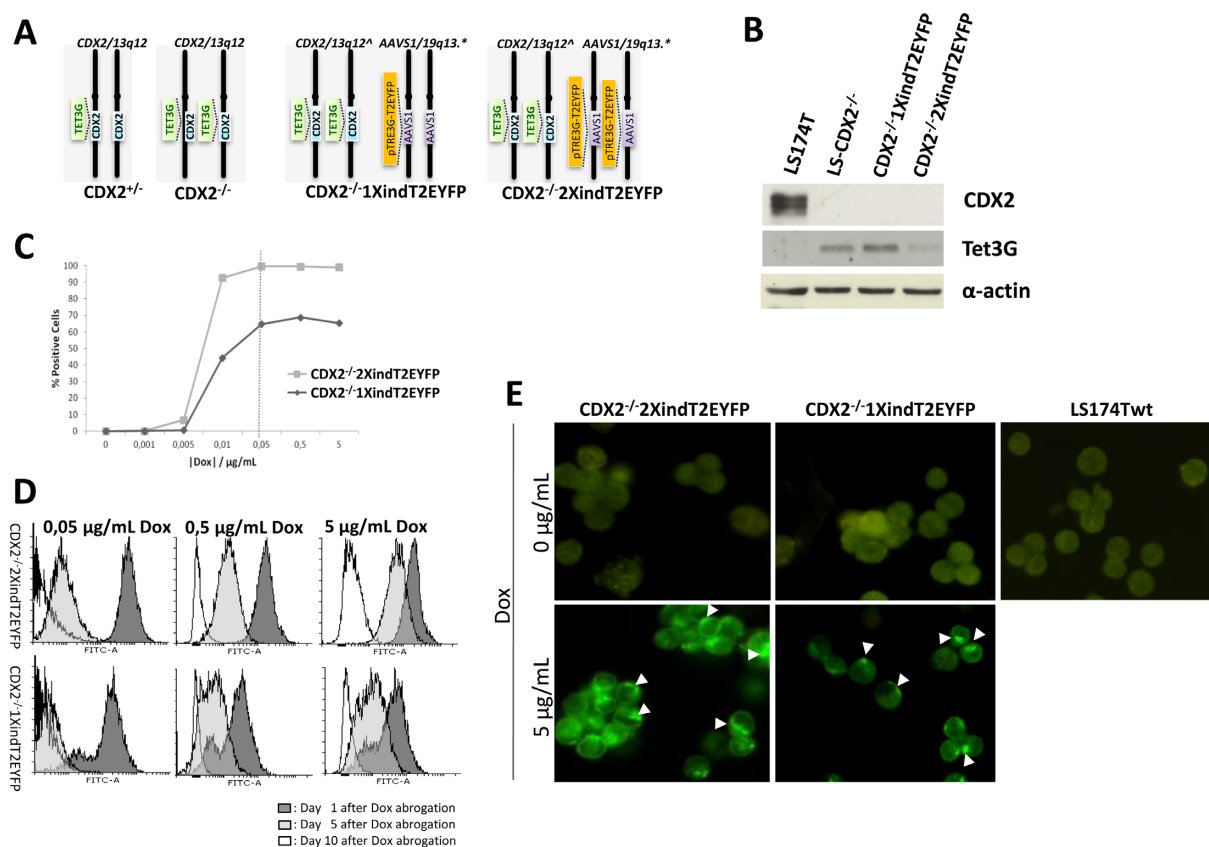 A
CDX2/13q12
CDX2/13q12
CDX2/13q12^
AAVS1/19q13.*
CDX2/13q12^
AAVS1/19q13.*
TET3G
CDX2
CDX2
TET3G
CDX2
TET3G
CDX2
TET3G
CDX2
TET3G
CDX2
pTRE3G-T2EYFP
AAVS1
AAVS1
TET3G
CDX2
TET3G
CDX2
pTRE3G-T2EYFP
AAVS1
pTRE3G-T2EYFP
AAVS1
CDX2+/-
CDX2-/-
CDX2-/-1XindT2EYFP
CDX2-/-2XindT2EYFP
B
LS174T
LS-CDX2-/-
CDX2-/-1XindT2EYFP
CDX2-/-2XindT2EYFP
CDX2
Tet3G
α-actin
C
% Positive Cells
100
90
80
70
60
50
40
30
20
10
0
0
0,001
0,005
0,01
0,05
0,5
5
|Dox| / µg/mL
CDX2-/-2XindT2EYFP
CDX2-/-1XindT2EYFP
D
0,05 µg/mL Dox
0,5 µg/mL Dox
5 µg/mL Dox
CDX2-/-2XindT2EYFP
FITC-A
FITC-A
FITC-A
CDX2-/-1XindT2EYFP
FITC-A
FITC-A
FITC-A
: Day 1 after Dox abrogation
: Day 5 after Dox abrogation
: Day 10 after Dox abrogation
E
CDX2-/-2XindT2EYFP
CDX2-/-1XindT2EYFP
LS174Twt
Dox
0 µg/mL
5 µg/mL